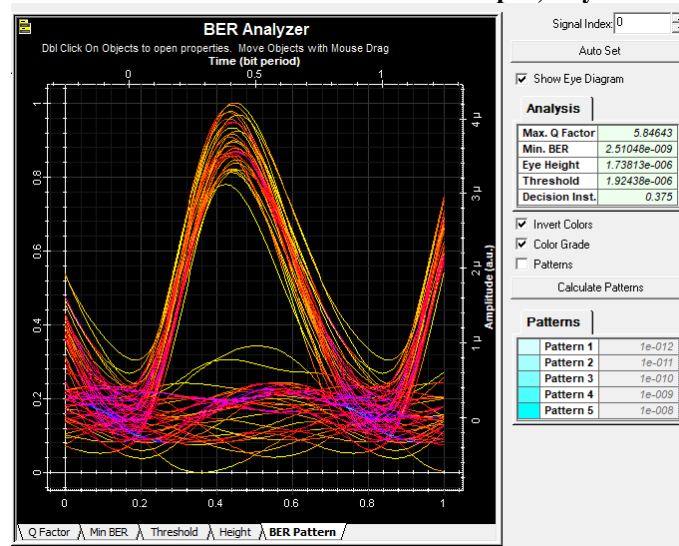 BER Analyzer
Dbl Click On Objects to open properties. Move Objects with Mouse Drag
Time (bit period)
0 0.5 1
1
0.8
0.6
0.4
0.2
0
4 µ
3 µ
2 µ
1 µ
0
Amplitude (a.u.)
0 0.2 0.4 0.6 0.8 1
Q Factor Min BER Threshold Height BER Pattern
Signal Index: 0
Auto Set
Show Eye Diagram
Analysis
Max. Q Factor 5.84643
Min. BER 2.51048e-009
Eye Height 1.73813e-006
Threshold 1.92438e-006
Decision Inst. 0.375
Invert Colors
Color Grade
Patterns
Calculate Patterns
Patterns
Pattern 1 1e-012
Pattern 2 1e-011
Pattern 3 1e-010
Pattern 4 1e-009
Pattern 5 1e-008